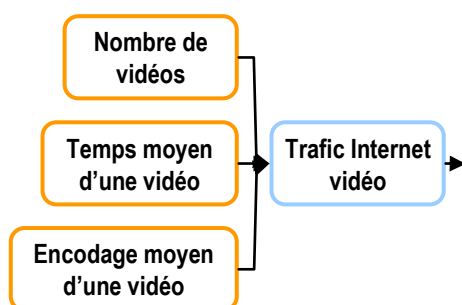 Nombre de
vidéos
Temps moyen
d’une vidéo
Trafic Internet
vidéo
Encodage moyen
d’une vidéo